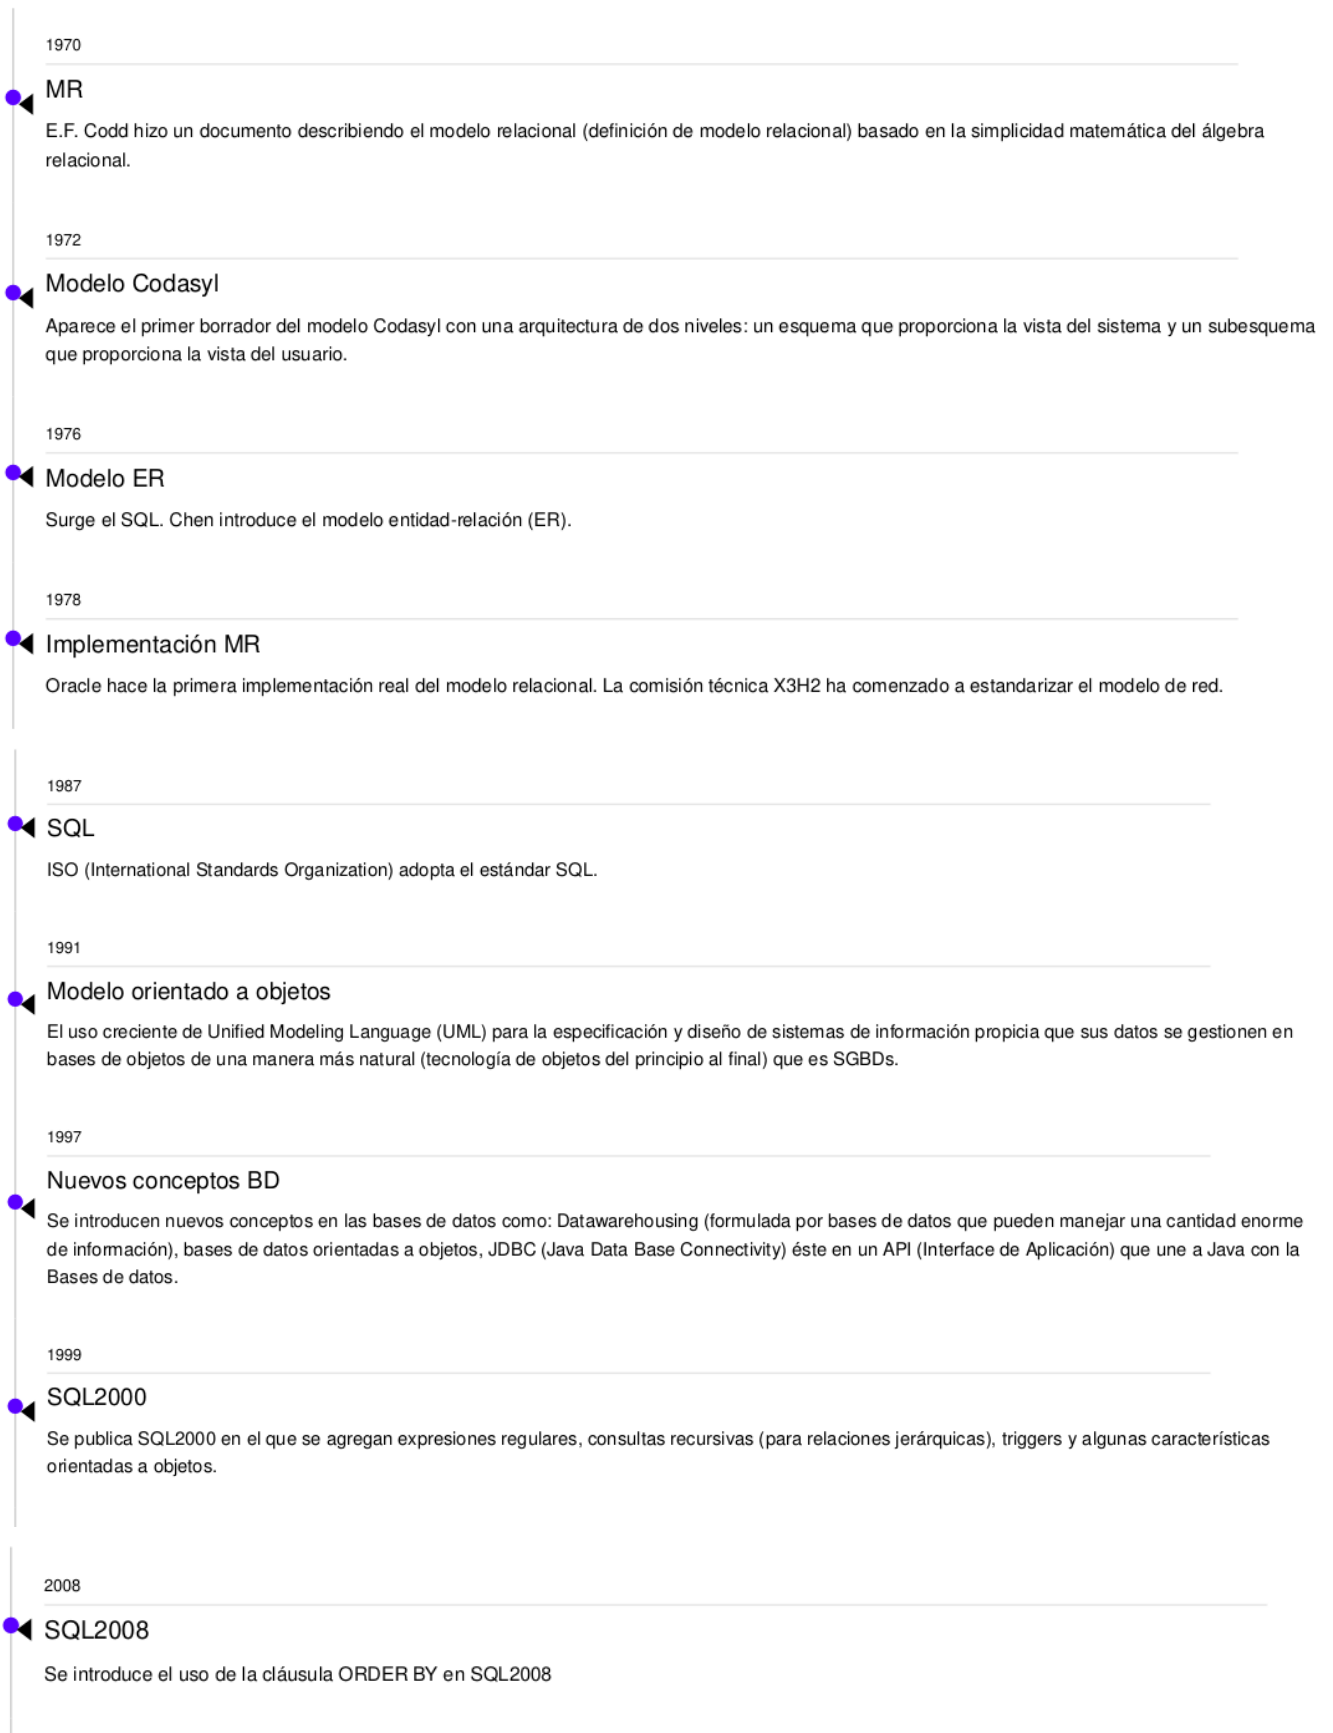 1970
MR
E.F. Codd hizo un documento describiendo el modelo relacional (definición de modelo relacional) basado en la simplicidad matemática del álgebra
relacional.
1972
Modelo Codasyl
Aparece el primer borrador del modelo Codasyl con una arquitectura de dos niveles: un esquema que proporciona la vista del sistema y un subesquema
que proporciona la vista del usuario.
1976
Modelo ER
Surge el SQL. Chen introduce el modelo entidad-relación (ER).
1978
Implementación MR
Oracle hace la primera implementación real del modelo relacional. La comisión técnica X3H2 ha comenzado a estandarizar el modelo de red.
1987
SQL
ISO (International Standards Organization) adopta el estándar SQL.
1991
Modelo orientado a objetos
El uso creciente de Unified Modeling Language (UML) para la especificación y diseño de sistemas de información propicia que sus datos se gestionen en
bases de objetos de una manera más natural (tecnología de objetos del principio al final) que es SGBDs.
1997
Nuevos conceptos BD
Se introducen nuevos conceptos en las bases de datos como: Datawarehousing (formulada por bases de datos que pueden manejar una cantidad enorme
de información), bases de datos orientadas a objetos, JDBC (Java Data Base Connectivity) éste en un API (Interface de Aplicación) que une a Java con la
Bases de datos.
1999
SQL2000
Se publica SQL2000 en el que se agregan expresiones regulares, consultas recursivas (para relaciones jerárquicas), triggers y algunas características
orientadas a objetos.
2008
SQL2008
Se introduce el uso de la cláusula ORDER BY en SQL2008